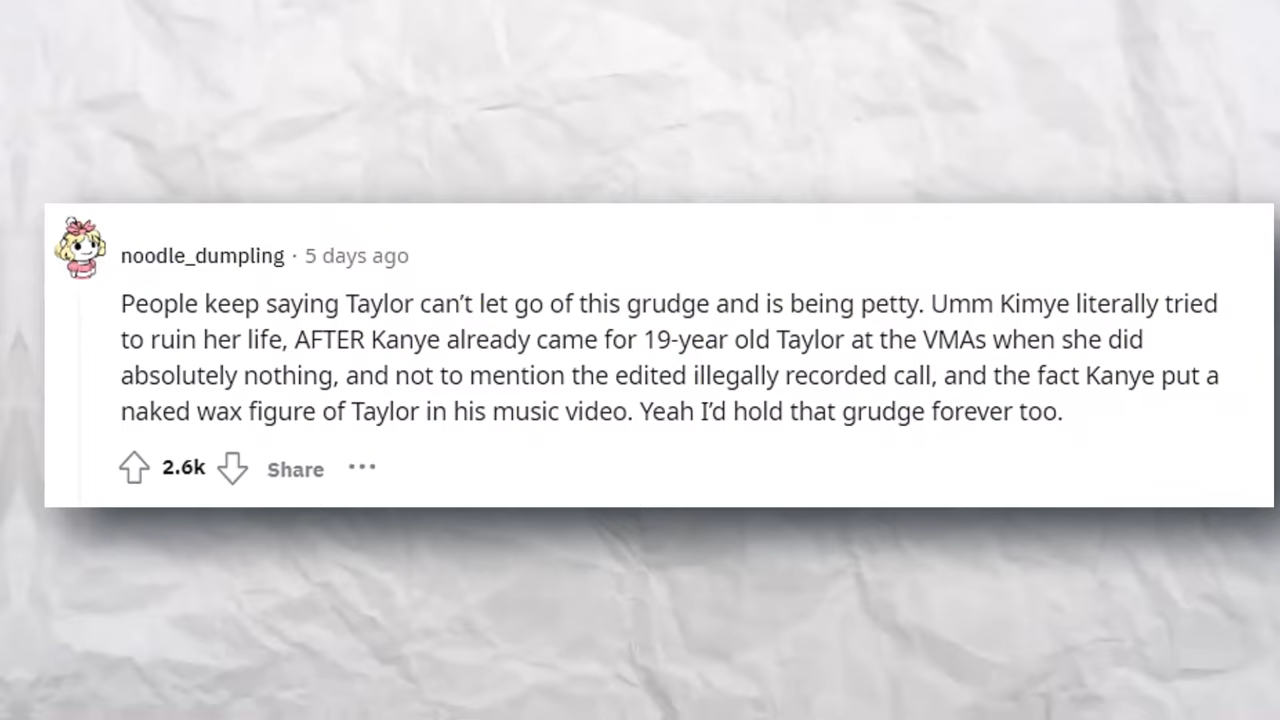 noodle_dumpling · 5 days ago
People keep saying Taylor can’t let go of this grudge and is being petty. Umm Kimye literally tried
to ruin her life, AFTER Kanye already came for 19-year old Taylor at the VMAs when she did
absolutely nothing, and not to mention the edited illegally recorded call, and the fact Kanye put a
naked wax figure of Taylor in his music video. Yeah I’d hold that grudge forever too.
2.6k Share ···